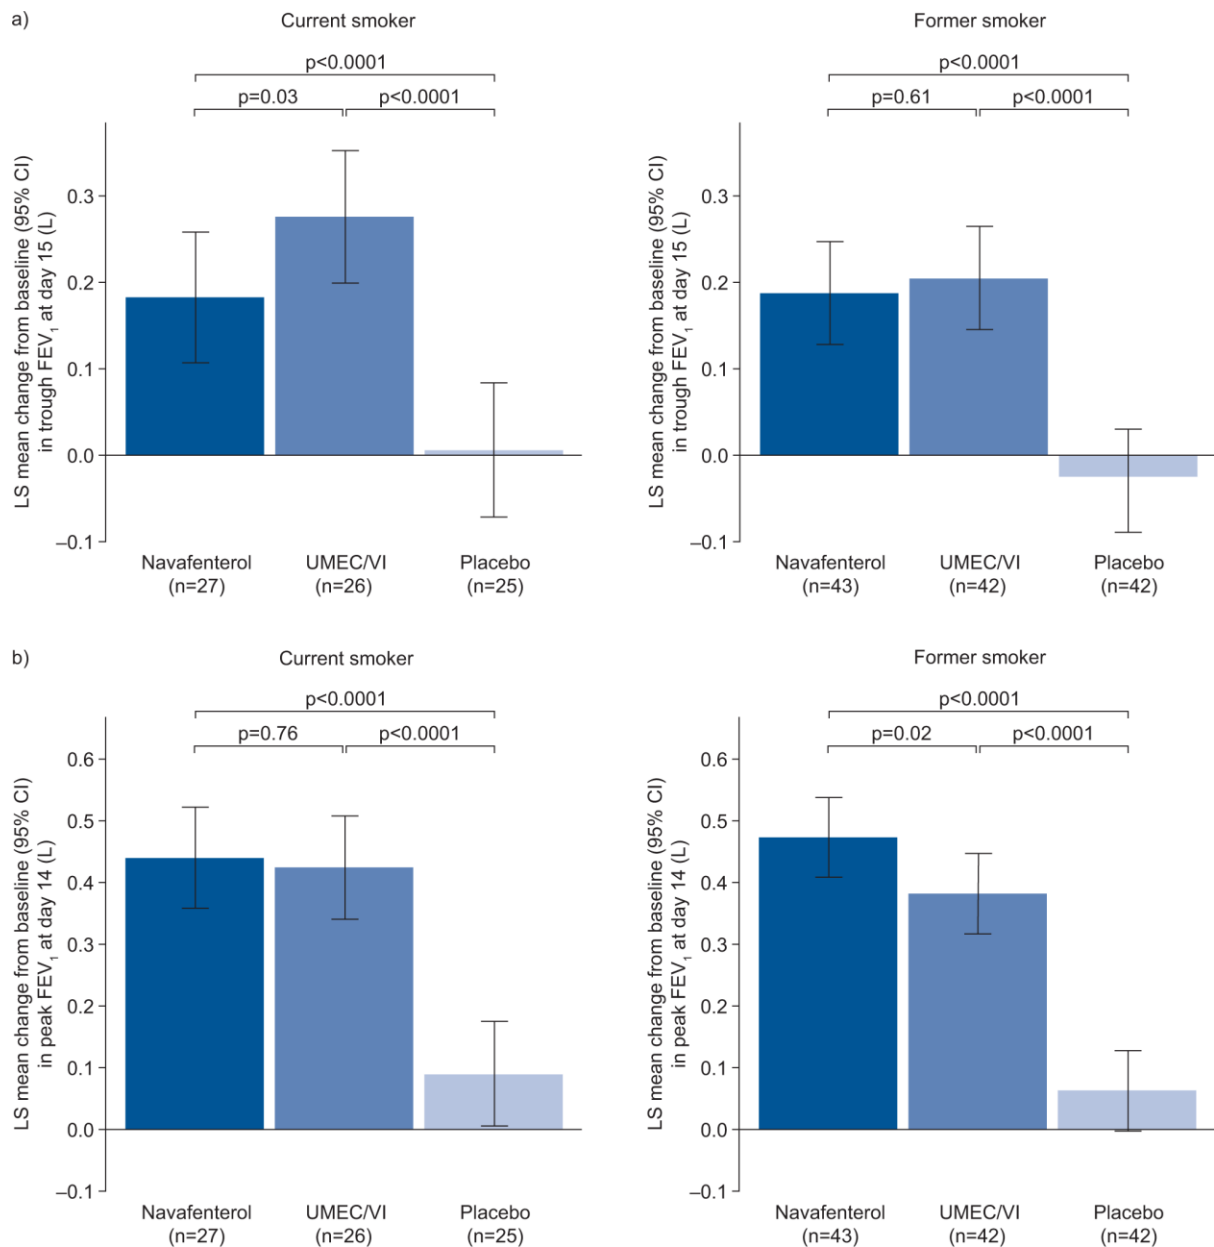 a)
Current smoker
p<0.0001
p=0.03
p<0.0001
LS mean change from baseline (95% CI)
in trough FEV₁ at day 15 (L)
0.3
0.2
0.1
0.0
–0.1
Navafenterol
(n=27)
UMEC/VI
(n=26)
Placebo
(n=25)
Former smoker
p<0.0001
p=0.61
p<0.0001
LS mean change from baseline (95% CI)
in trough FEV₁ at day 15 (L)
0.3
0.2
0.1
0.0
–0.1
Navafenterol
(n=43)
UMEC/VI
(n=42)
Placebo
(n=42)
b)
Current smoker
p<0.0001
p=0.76
p<0.0001
LS mean change from baseline (95% CI)
in peak FEV₁ at day 14 (L)
0.6
0.5
0.4
0.3
0.2
0.1
0.0
–0.1
Navafenterol
(n=27)
UMEC/VI
(n=26)
Placebo
(n=25)
Former smoker
p<0.0001
p=0.02
p<0.0001
LS mean change from baseline (95% CI)
in peak FEV₁ at day 14 (L)
0.6
0.5
0.4
0.3
0.2
0.1
0.0
–0.1
Navafenterol
(n=43)
UMEC/VI
(n=42)
Placebo
(n=42)